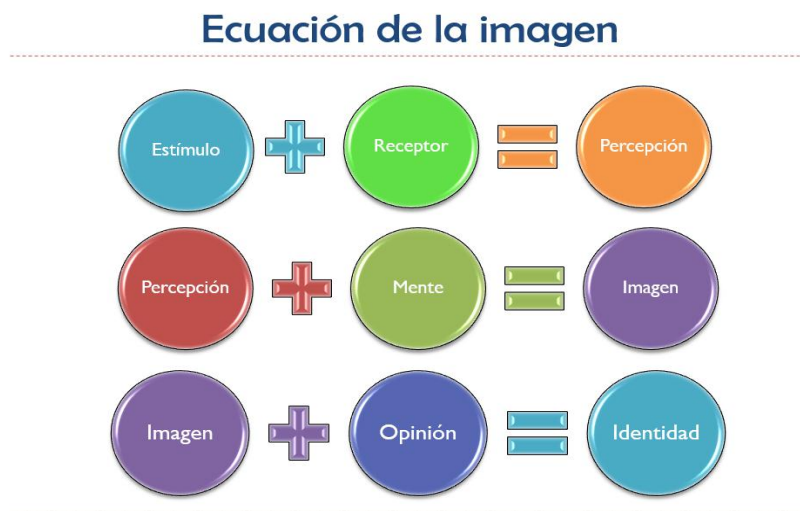 Ecuación de la imagen
Estímulo
Receptor
Percepción
Percepción
Mente
Imagen
Imagen
Opinión
Identidad